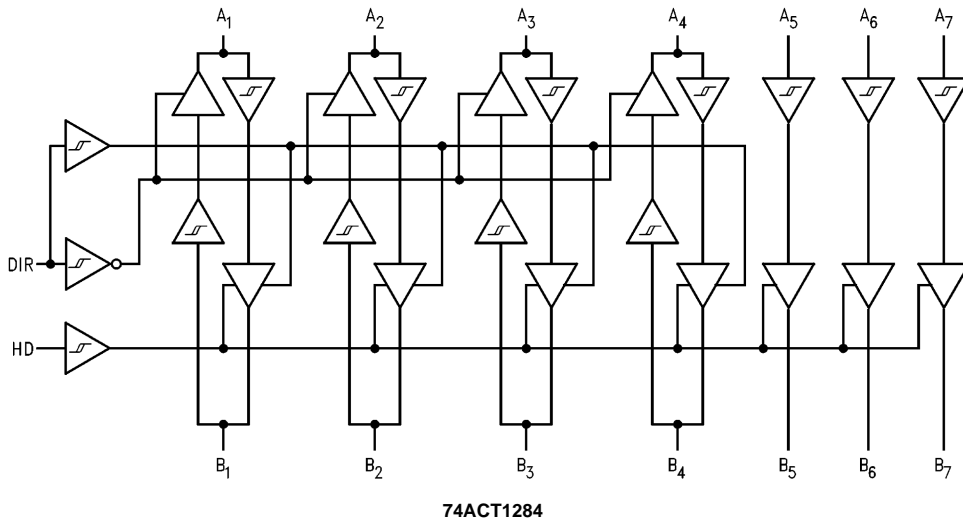 A1 A2 A3 A4 A5 A6 A7
DIR
HD
B1 B2 B3 B4 B5 B6 B7
74ACT1284